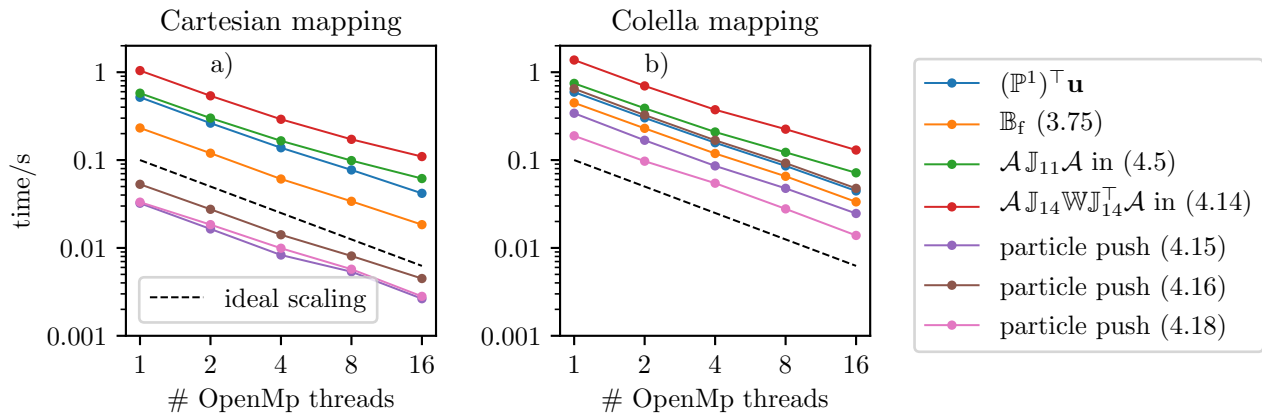 Cartesian mapping
a)
time/s
1
0.1
0.01
0.001
ideal scaling
1 2 4 8 16
# OpenMp threads
Colella mapping
b)
1
0.1
0.01
0.001
1 2 4 8 16
# OpenMp threads
(ℙ¹)⊤𝐮
𝔹f (3.75)
𝒜𝕁₁₁𝒜 in (4.5)
𝒜𝕁₁₄𝕎𝕁⊤₁₄𝒜 in (4.14)
particle push (4.15)
particle push (4.16)
particle push (4.18)